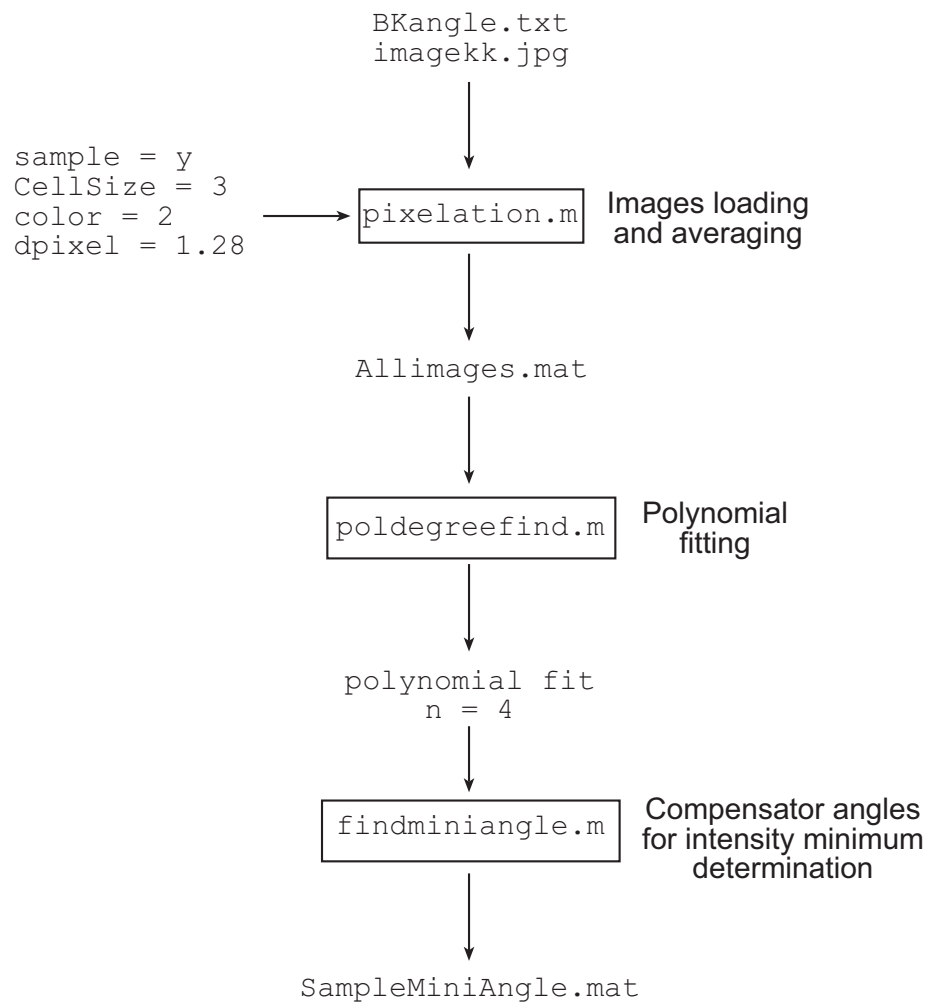 BKangle.txt
imagekk.jpg
sample = y
CellSize = 3
color = 2
dpixel = 1.28
pixelation.m
Images loading
and averaging
Allimages.mat
poldegreefind.m
Polynomial
fitting
polynomial fit
n = 4
findminiangle.m
Compensator angles
for intensity minimum
determination
SampleMiniAngle.mat